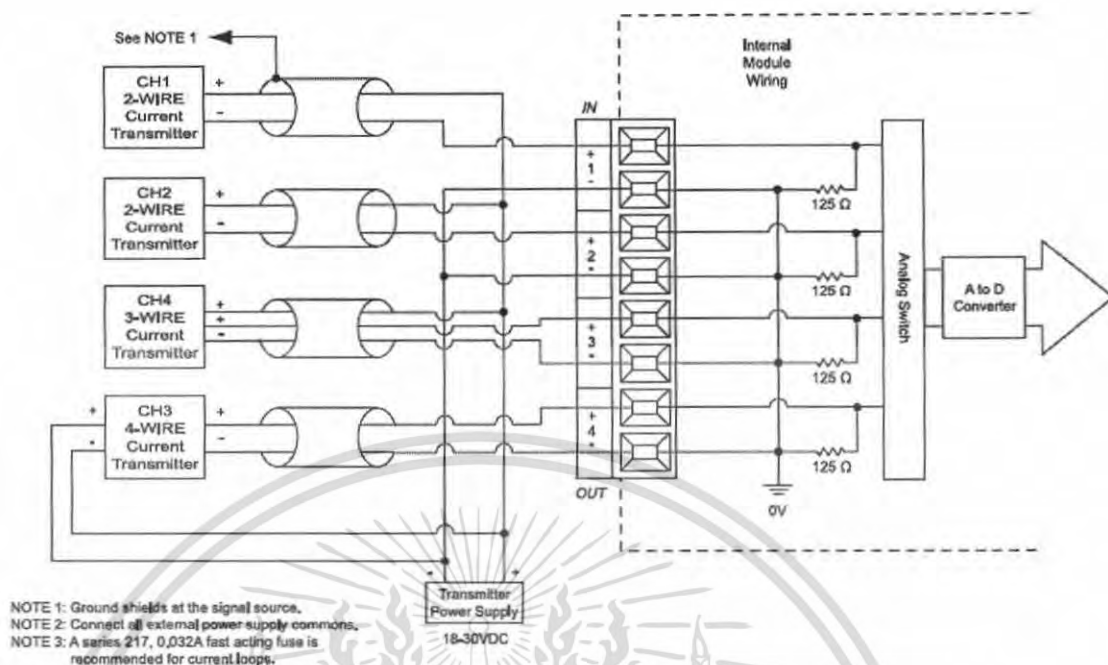 See NOTE 1
CH1
2-WIRE
Current
Transmitter
+
-
CH2
2-WIRE
Current
Transmitter
+
-
CH4
3-WIRE
Current
Transmitter
+
+
-
CH3
4-WIRE
Current
Transmitter
+
-
+
-
IN
+
1
-
+
2
-
+
3
-
+
4
-
OUT
Internal
Module
Wiring
125 Ω
125 Ω
125 Ω
125 Ω
0V
Analog Switch
A to D
Converter
-
+
Transmitter
Power Supply
18-30VDC
NOTE 1: Ground shields at the signal source.
NOTE 2: Connect all external power supply commons.
NOTE 3: A series 217, 0,032A fast acting fuse is
recommended for current loops.